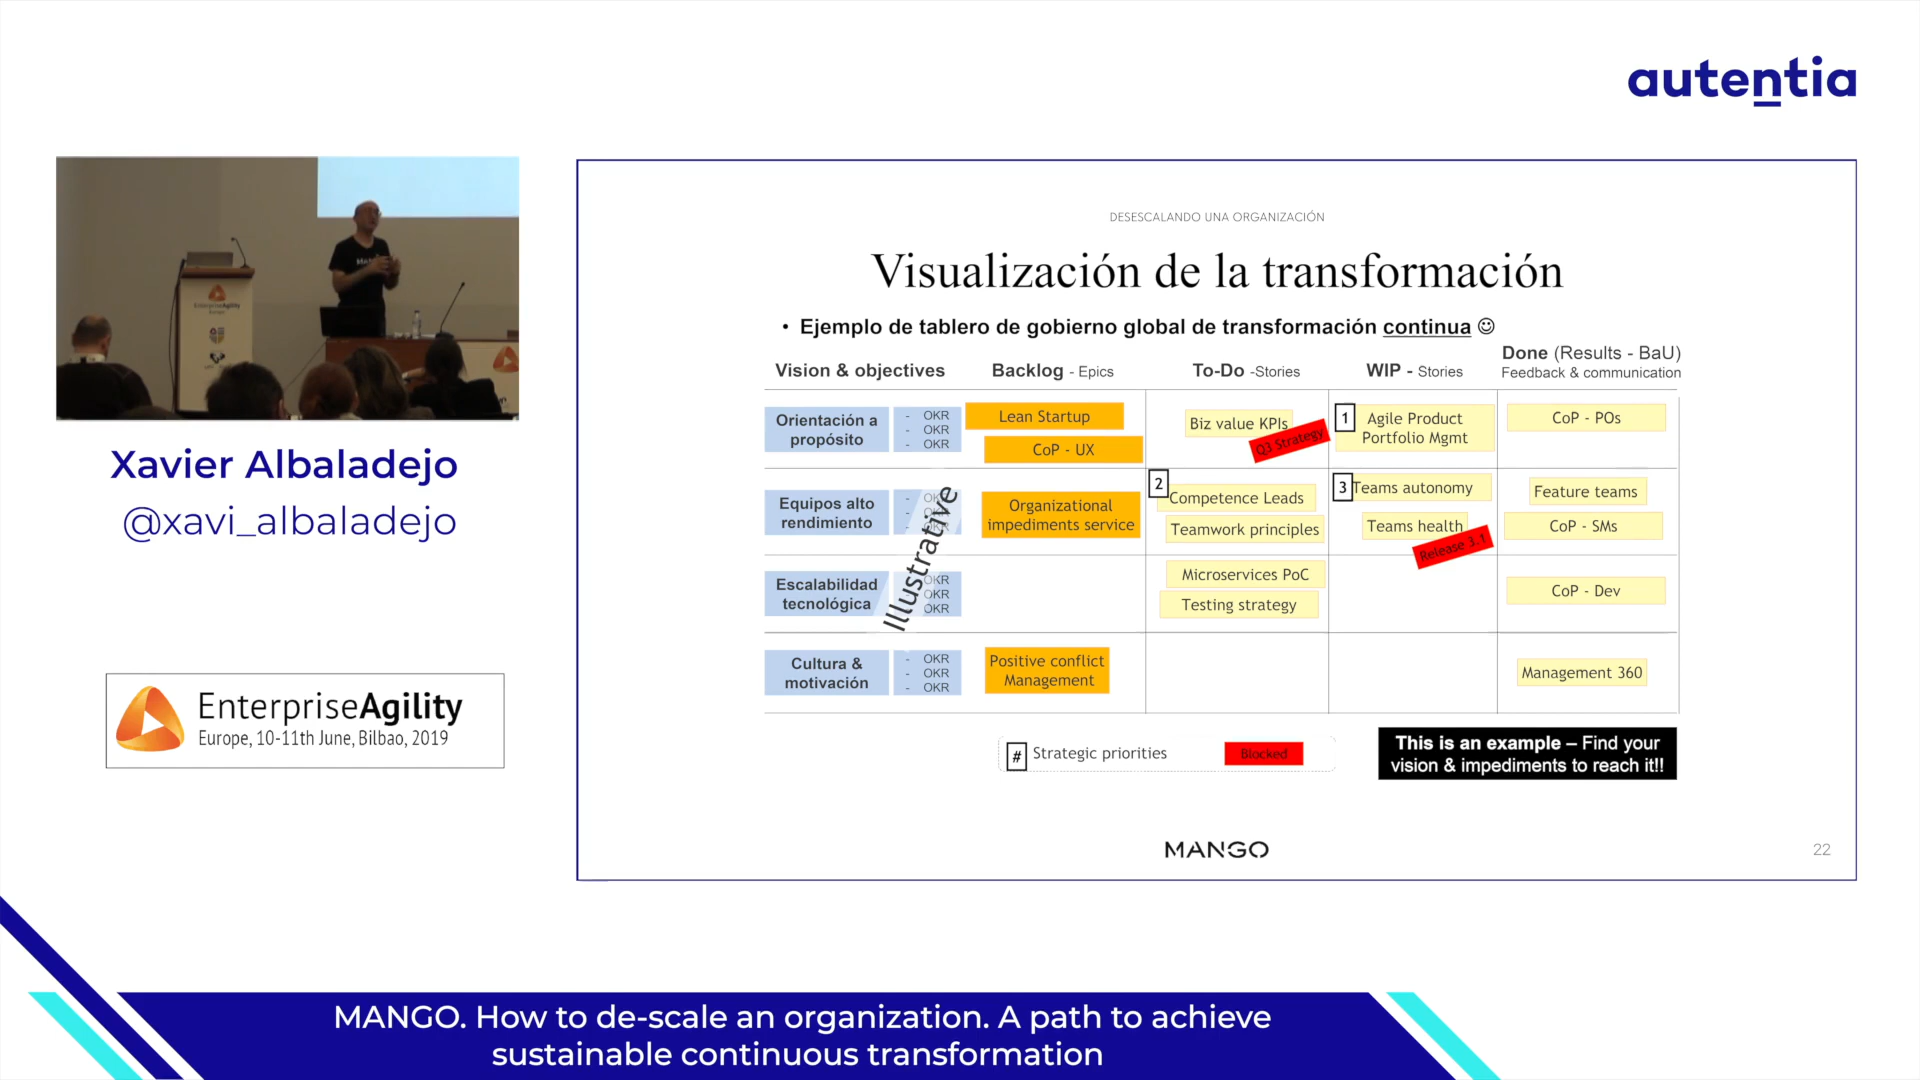 autentia
Xavier Albaladejo
@xavi_albaladejo
EnterpriseAgility
Europe, 10-11th June, Bilbao, 2019
DESESCALANDO UNA ORGANIZACIÓN
Visualización de la transformación
• Ejemplo de tablero de gobierno global de transformación continua ☺
Vision & objectives
Backlog - Epics
To-Do -Stories
WIP - Stories
Done (Results - BaU)
Feedback & communication
Orientación a
propósito
- OKR
- OKR
- OKR
Lean Startup
CoP - UX
Biz value KPIs
Q3 Strategy
1
Agile Product
Portfolio Mgmt
CoP - POs
Equipos alto
rendimiento
Illustrative
Organizational
impediments service
2
Competence Leads
Teamwork principles
3
Teams autonomy
Teams health
Release 3.1
Feature teams
CoP - SMs
Escalabilidad
tecnológica
OKR
OKR
OKR
Microservices PoC
Testing strategy
CoP - Dev
Cultura &
motivación
- OKR
- OKR
- OKR
Positive conflict
Management
Management 360
# Strategic priorities
Blocked
This is an example – Find your
vision & impediments to reach it!!
MANGO
22
MANGO. How to de-scale an organization. A path to achieve
sustainable continuous transformation